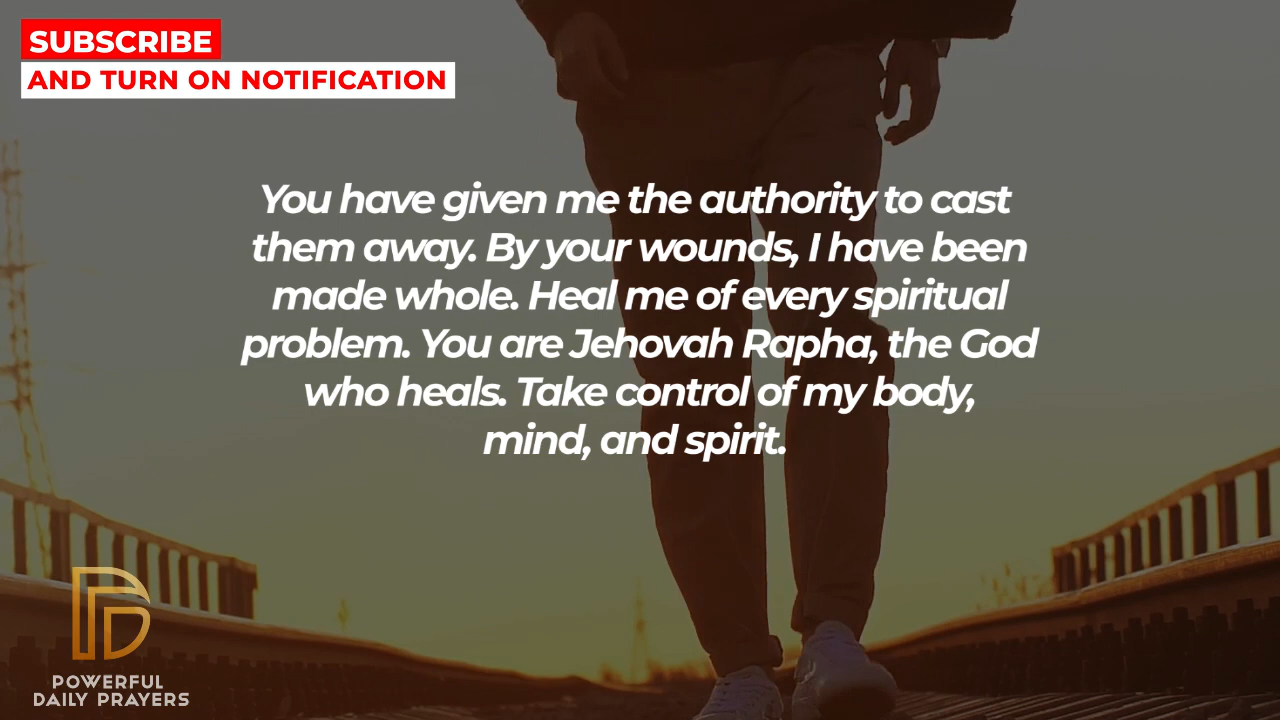 SUBSCRIBE
AND TURN ON NOTIFICATION
You have given me the authority to cast
them away. By your wounds, I have been
made whole. Heal me of every spiritual
problem. You are Jehovah Rapha, the God
who heals. Take control of my body,
mind, and spirit.
POWERFUL
DAILY PRAYERS